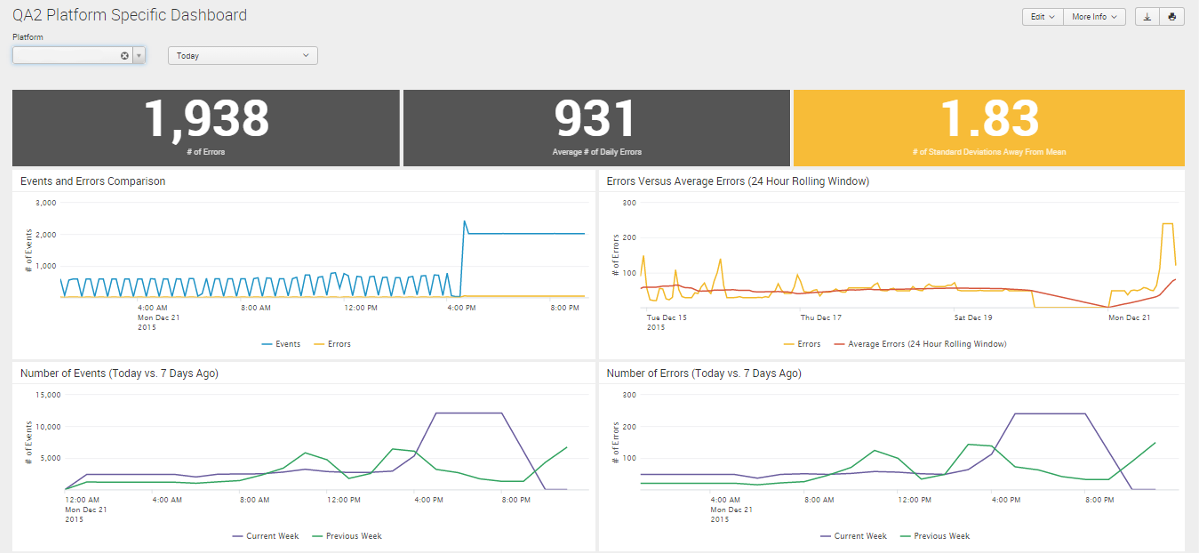 QA2 Platform Specific Dashboard
Edit
More Info
Platform
Today
1,938
# of Errors
931
Average # of Daily Errors
1.83
# of Standard Deviations Away From Mean
Events and Errors Comparison
3,000
2,000
1,000
# of Events
4:00 AM
Mon Dec 21
2015
8:00 AM
12:00 PM
4:00 PM
8:00 PM
Events
Errors
Errors Versus Average Errors (24 Hour Rolling Window)
300
200
100
# of Errors
Tue Dec 15
2015
Thu Dec 17
Sat Dec 19
Mon Dec 21
Errors
Average Errors (24 Hour Rolling Window)
Number of Events (Today vs. 7 Days Ago)
15,000
10,000
5,000
# of Events
12:00 AM
Mon Dec 21
2015
4:00 AM
8:00 AM
12:00 PM
4:00 PM
8:00 PM
Current Week
Previous Week
Number of Errors (Today vs. 7 Days Ago)
300
200
100
# of Errors
4:00 AM
Mon Dec 21
2015
8:00 AM
12:00 PM
4:00 PM
8:00 PM
Current Week
Previous Week